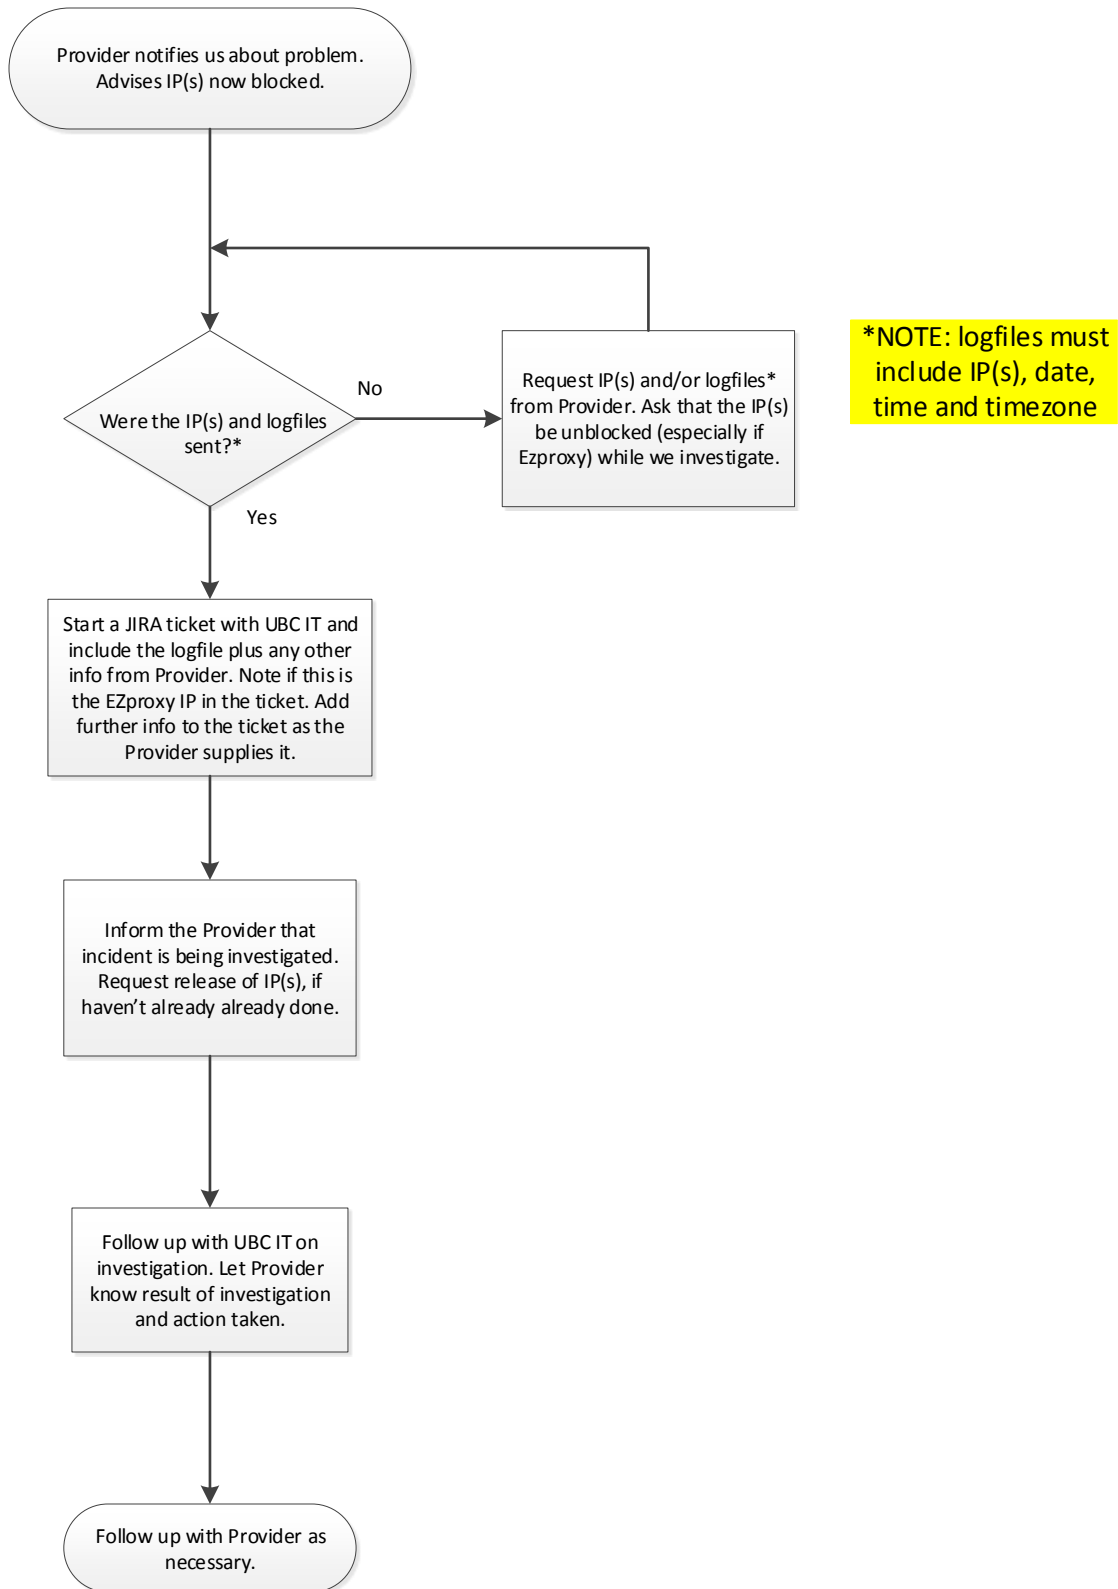 Provider notifies us about problem.
Advises IP(s) now blocked.
*NOTE: logfiles must
include IP(s), date,
time and timezone
No
Request IP(s) and/or logfiles*
from Provider. Ask that the IP(s)
be unblocked (especially if
Ezproxy) while we investigate.
Were the IP(s) and logfiles
sent?*
Yes
Start a JIRA ticket with UBC IT and
include the logfile plus any other
info from Provider. Note if this is
the EZproxy IP in the ticket. Add
further info to the ticket as the
Provider supplies it.
Inform the Provider that
incident is being investigated.
Request release of IP(s), if
haven’t already already done.
Follow up with UBC IT on
investigation. Let Provider
know result of investigation
and action taken.
Follow up with Provider as
necessary.